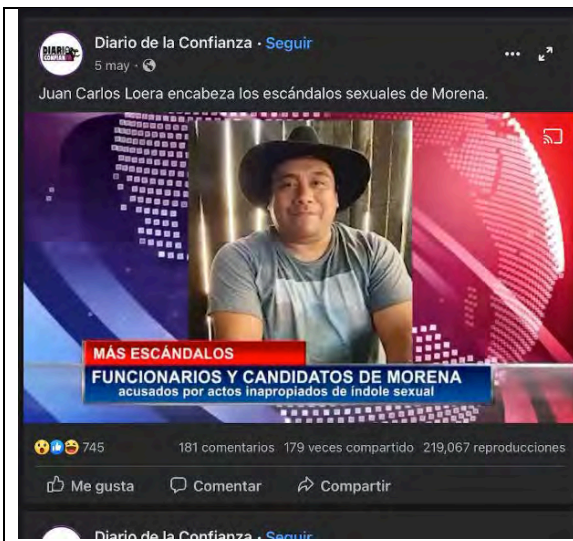 DIARIO
CONFIANZA
Diario de la Confianza · Seguir
5 may ·
Juan Carlos Loera encabeza los escándalos sexuales de Morena.
MÁS ESCÁNDALOS
FUNCIONARIOS Y CANDIDATOS DE MORENA
acusados por actos inapropiados de índole sexual
745
181 comentarios 179 veces compartido 219,067 reproducciones
Me gusta Comentar Compartir
Diario de la Confianza · Seguir